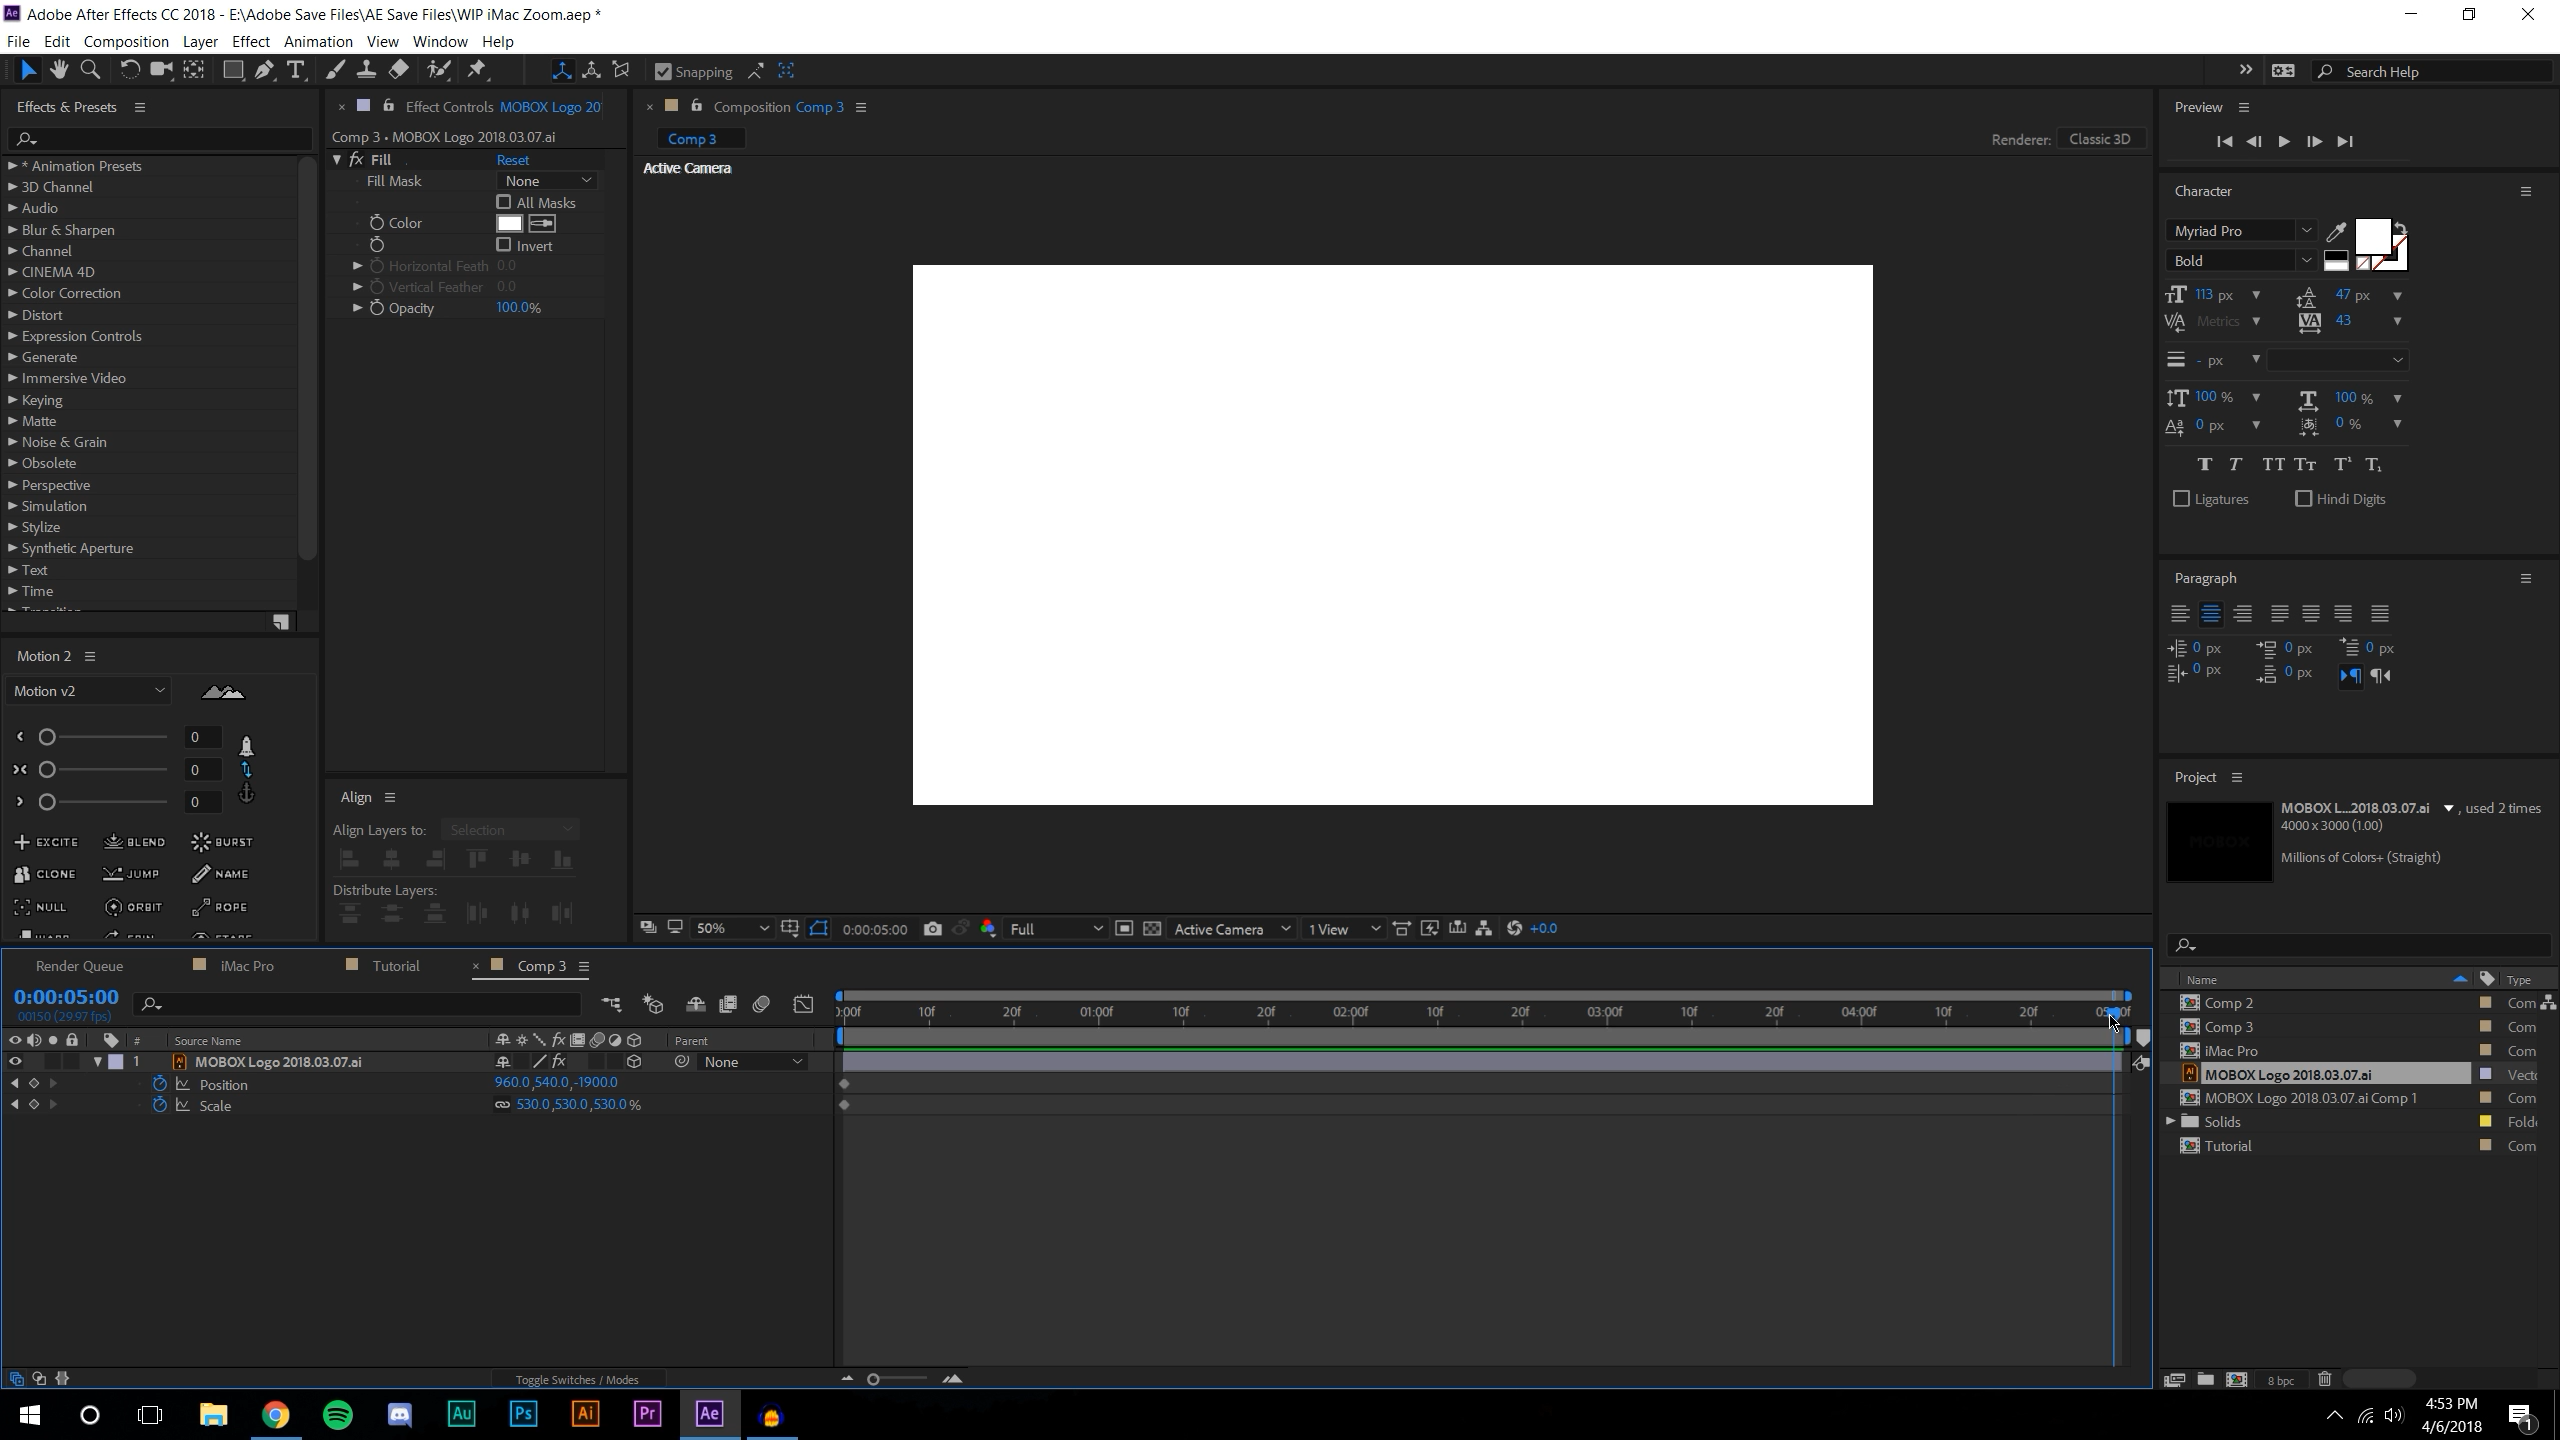 Adobe After Effects CC 2018 - E:\Adobe Save Files\AE Save Files\WIP iMac Zoom.aep *
File Edit Composition Layer Effect Animation View Window Help
Snapping
Search Help
Effects & Presets
* Animation Presets
3D Channel
Audio
Blur & Sharpen
Channel
CINEMA 4D
Color Correction
Distort
Expression Controls
Generate
Immersive Video
Keying
Matte
Noise & Grain
Obsolete
Perspective
Simulation
Stylize
Synthetic Aperture
Text
Time
Motion 2
Motion v2
0
0
0
EXCITE BLEND BURST
CLONE JUMP NAME
NULL ORBIT ROPE
Effect Controls MOBOX Logo 20
Comp 3 • MOBOX Logo 2018.03.07.ai
fx Fill Reset
Fill Mask None
All Masks
Color
Invert
Horizontal Feath 0.0
Vertical Feather 0.0
Opacity 100.0%
Align
Align Layers to: Selection
Distribute Layers:
Composition Comp 3
Comp 3
Renderer: Classic 3D
Active Camera
50% 0:00:05:00 Full Active Camera 1 View +0.0
Preview
Character
Myriad Pro
Bold
113 px 47 px
Metrics 43
- px
100 % 100 %
0 px 0 %
Ligatures Hindi Digits
Paragraph
0 px 0 px 0 px
0 px 0 px
Project
MOBOX L...2018.03.07.ai , used 2 times
4000 x 3000 (1.00)
Millions of Colors+ (Straight)
Name Type
Comp 2 Com
Comp 3 Com
iMac Pro Com
MOBOX Logo 2018.03.07.ai Vect
MOBOX Logo 2018.03.07.ai Comp 1 Com
Solids Fold
Tutorial Com
8 bpc
Render Queue iMac Pro Tutorial Comp 3
0:00:05:00
00150 (29.97 fps)
0:00f 10f 20f 01:00f 10f 20f 02:00f 10f 20f 03:00f 10f 20f 04:00f 10f 20f
# Source Name Parent
1 MOBOX Logo 2018.03.07.ai None
Position 960.0,540.0,-1900.0
Scale 530.0,530.0,530.0%
Toggle Switches / Modes
Au Ps Ai Pr Ae
4:53 PM
4/6/2018
1